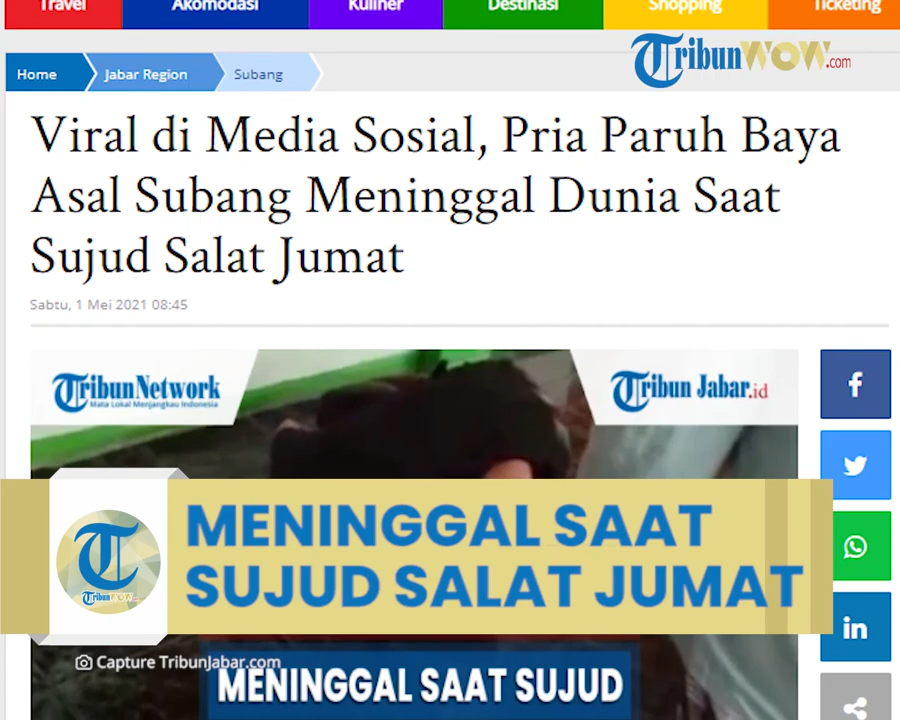 Travel
Akomodasi
Kuliner
Destinasi
Shopping
Ticketing
Home
Jabar Region
Subang
TribunWOW.com
Viral di Media Sosial, Pria Paruh Baya
Asal Subang Meninggal Dunia Saat
Sujud Salat Jumat
Sabtu, 1 Mei 2021 08:45
TribunNetwork
Mata Lokal Menjangkau Indonesia
Tribun Jabar.id
MENINGGAL SAAT
SUJUD SALAT JUMAT
TribunWOW
Capture TribunJabar.com
MENINGGAL SAAT SUJUD